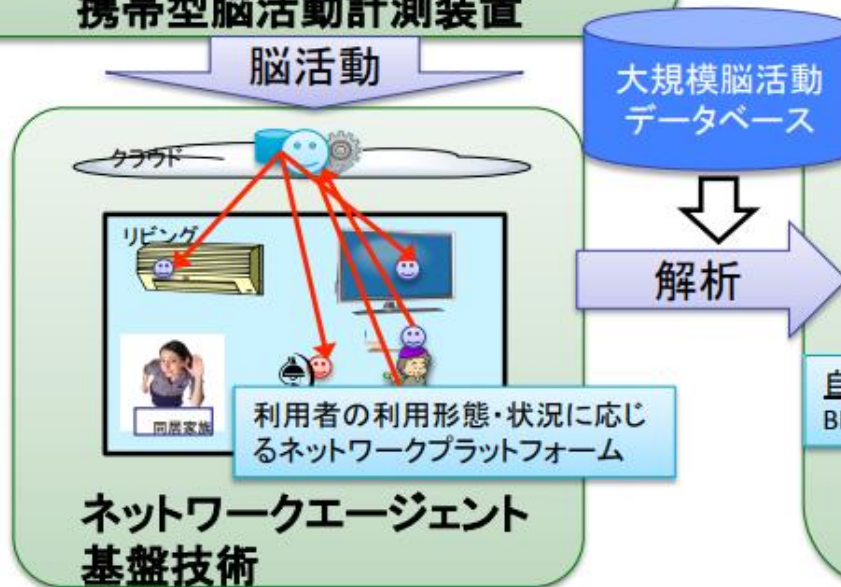 携帯型脳活動計測装置
脳活動
大規模脳活動
データベース
クラウド
リビング
解析
同居家族
利用者の利用形態・状況に応じ
るネットワークプラットフォーム
ネットワークエージェント
基盤技術